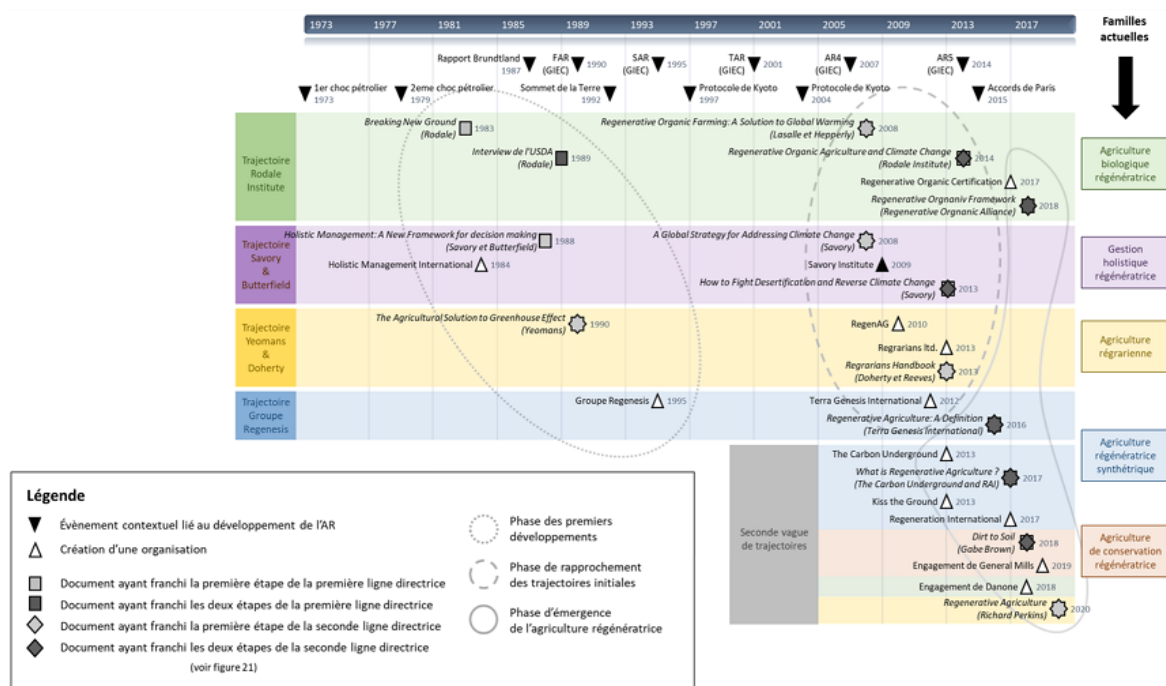 1973 1977 1981 1985 1989 1993 1997 2001 2005 2009 2013 2017
Familles
actuelles
Rapport Brundtland
1987
FAR
(GIEC)
1990
SAR
(GIEC)
1995
TAR
(GIEC)
2001
AR4
(GIEC)
2007
AR5
(GIEC)
2014
1er choc pétrolier
1973
2eme choc pétrolier
1979
Sommet de la Terre
1992
Protocole de Kyoto
1997
Protocole de Kyoto
2004
Accords de Paris
2015
Trajectoire
Rodale
Institute
Breaking New Ground
(Rodale)
1983
Interview de l'USDA
(Rodale)
1989
Regenerative Organic Farming: A Solution to Global Warming
(Lasalle et Hepperly)
2008
Regenerative Organic Agriculture and Climate Change
(Rodale Institute)
2014
Regenerative Organic Certification
2017
Regenerative Orgnaniv Framework
(Regenerative Orgnanic Alliance)
2018
Agriculture
biologique
régénératrice
Trajectoire
Savory
&
Butterfield
Holistic Management: A New Framework for decision making
(Savory et Butterfield)
1988
Holistic Management International
1984
A Global Strategy for Addressing Climate Change
(Savory)
2008
Savory Institute
2009
How to Fight Desertification and Reverse Climate Change
(Savory)
2013
Gestion
holistique
régénératrice
Trajectoire
Yeomans
&
Doherty
The Agricultural Solution to Greenhouse Effect
(Yeomans)
1990
RegenAG
2010
Regrarians ltd.
2013
Regrarians Handbook
(Doherty et Reeves)
2013
Agriculture
régrarienne
Trajectoire
Groupe
Regenesis
Groupe Regenesis
1995
Terra Genesis International
2012
Regenerative Agriculture: A Definition
(Terra Genesis International)
2016
Agriculture
régénératrice
synthétrique
Seconde vague
de trajectoires
The Carbon Underground
2013
What is Regenerative Agriculture ?
(The Carbon Underground and RAI)
2017
Kiss the Ground
2013
Regeneration International
2017
Dirt to Soil
(Gabe Brown)
2018
Engagement de General Mills
2019
Engagement de Danone
2018
Regenerative Agriculture
(Richard Perkins)
2020
Agriculture
de conservation
régénératrice
Légende
Évènement contextuel lié au développement de l'AR
Création d'une organisation
Document ayant franchi la première étape de la première ligne directrice
Document ayant franchi les deux étapes de la première ligne directrice
Document ayant franchi la première étape de la seconde ligne directrice
Document ayant franchi les deux étapes de la seconde ligne directrice
(voir figure 21)
Phase des premiers
développements
Phase de rapprochement
des trajectoires initiales
Phase d'émergence
de l'agriculture régénératrice